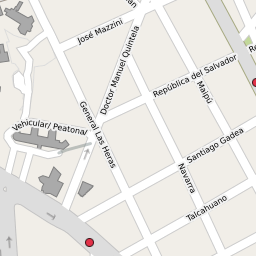 José Mazzini
Doctor Manuel Quintela
República del Salvador
Maipú
General Las Heras
Vehicular/ Peatonal
Santiago Gadea
Navarra
Talcahuano